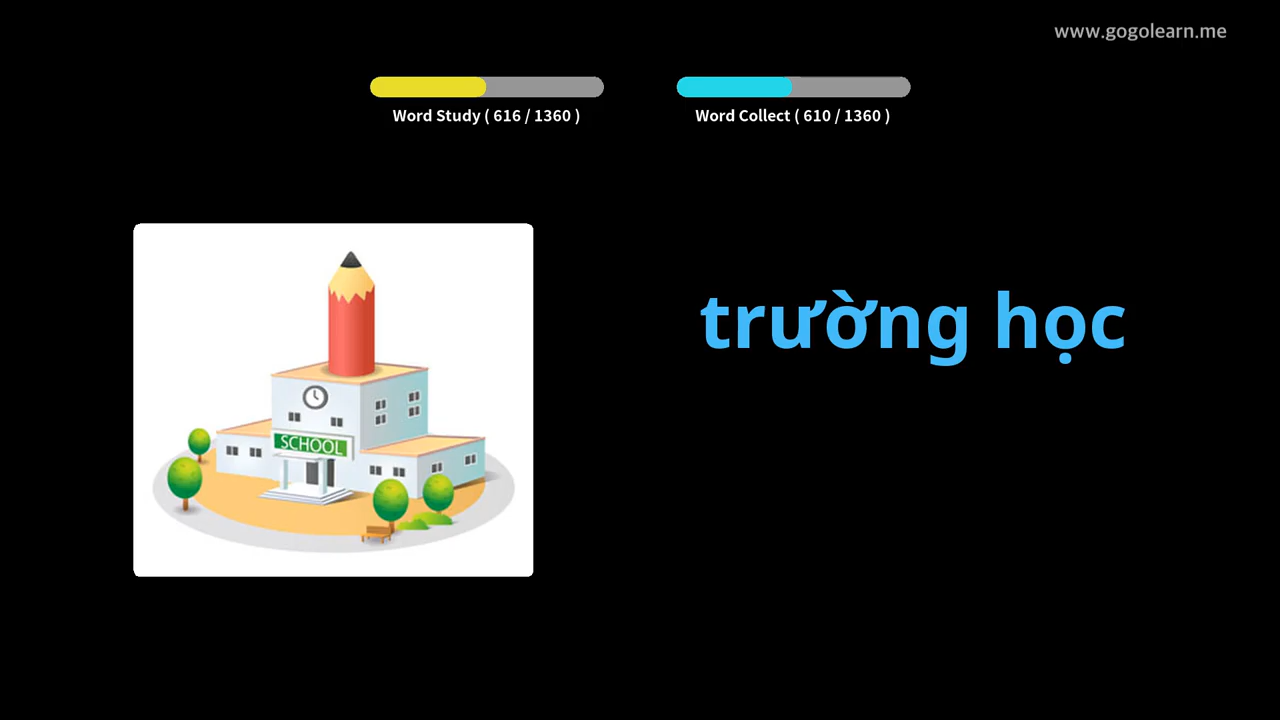 www.gogolearn.me
Word Study ( 616 / 1360 )
Word Collect ( 610 / 1360 )
trường học
SCHOOL